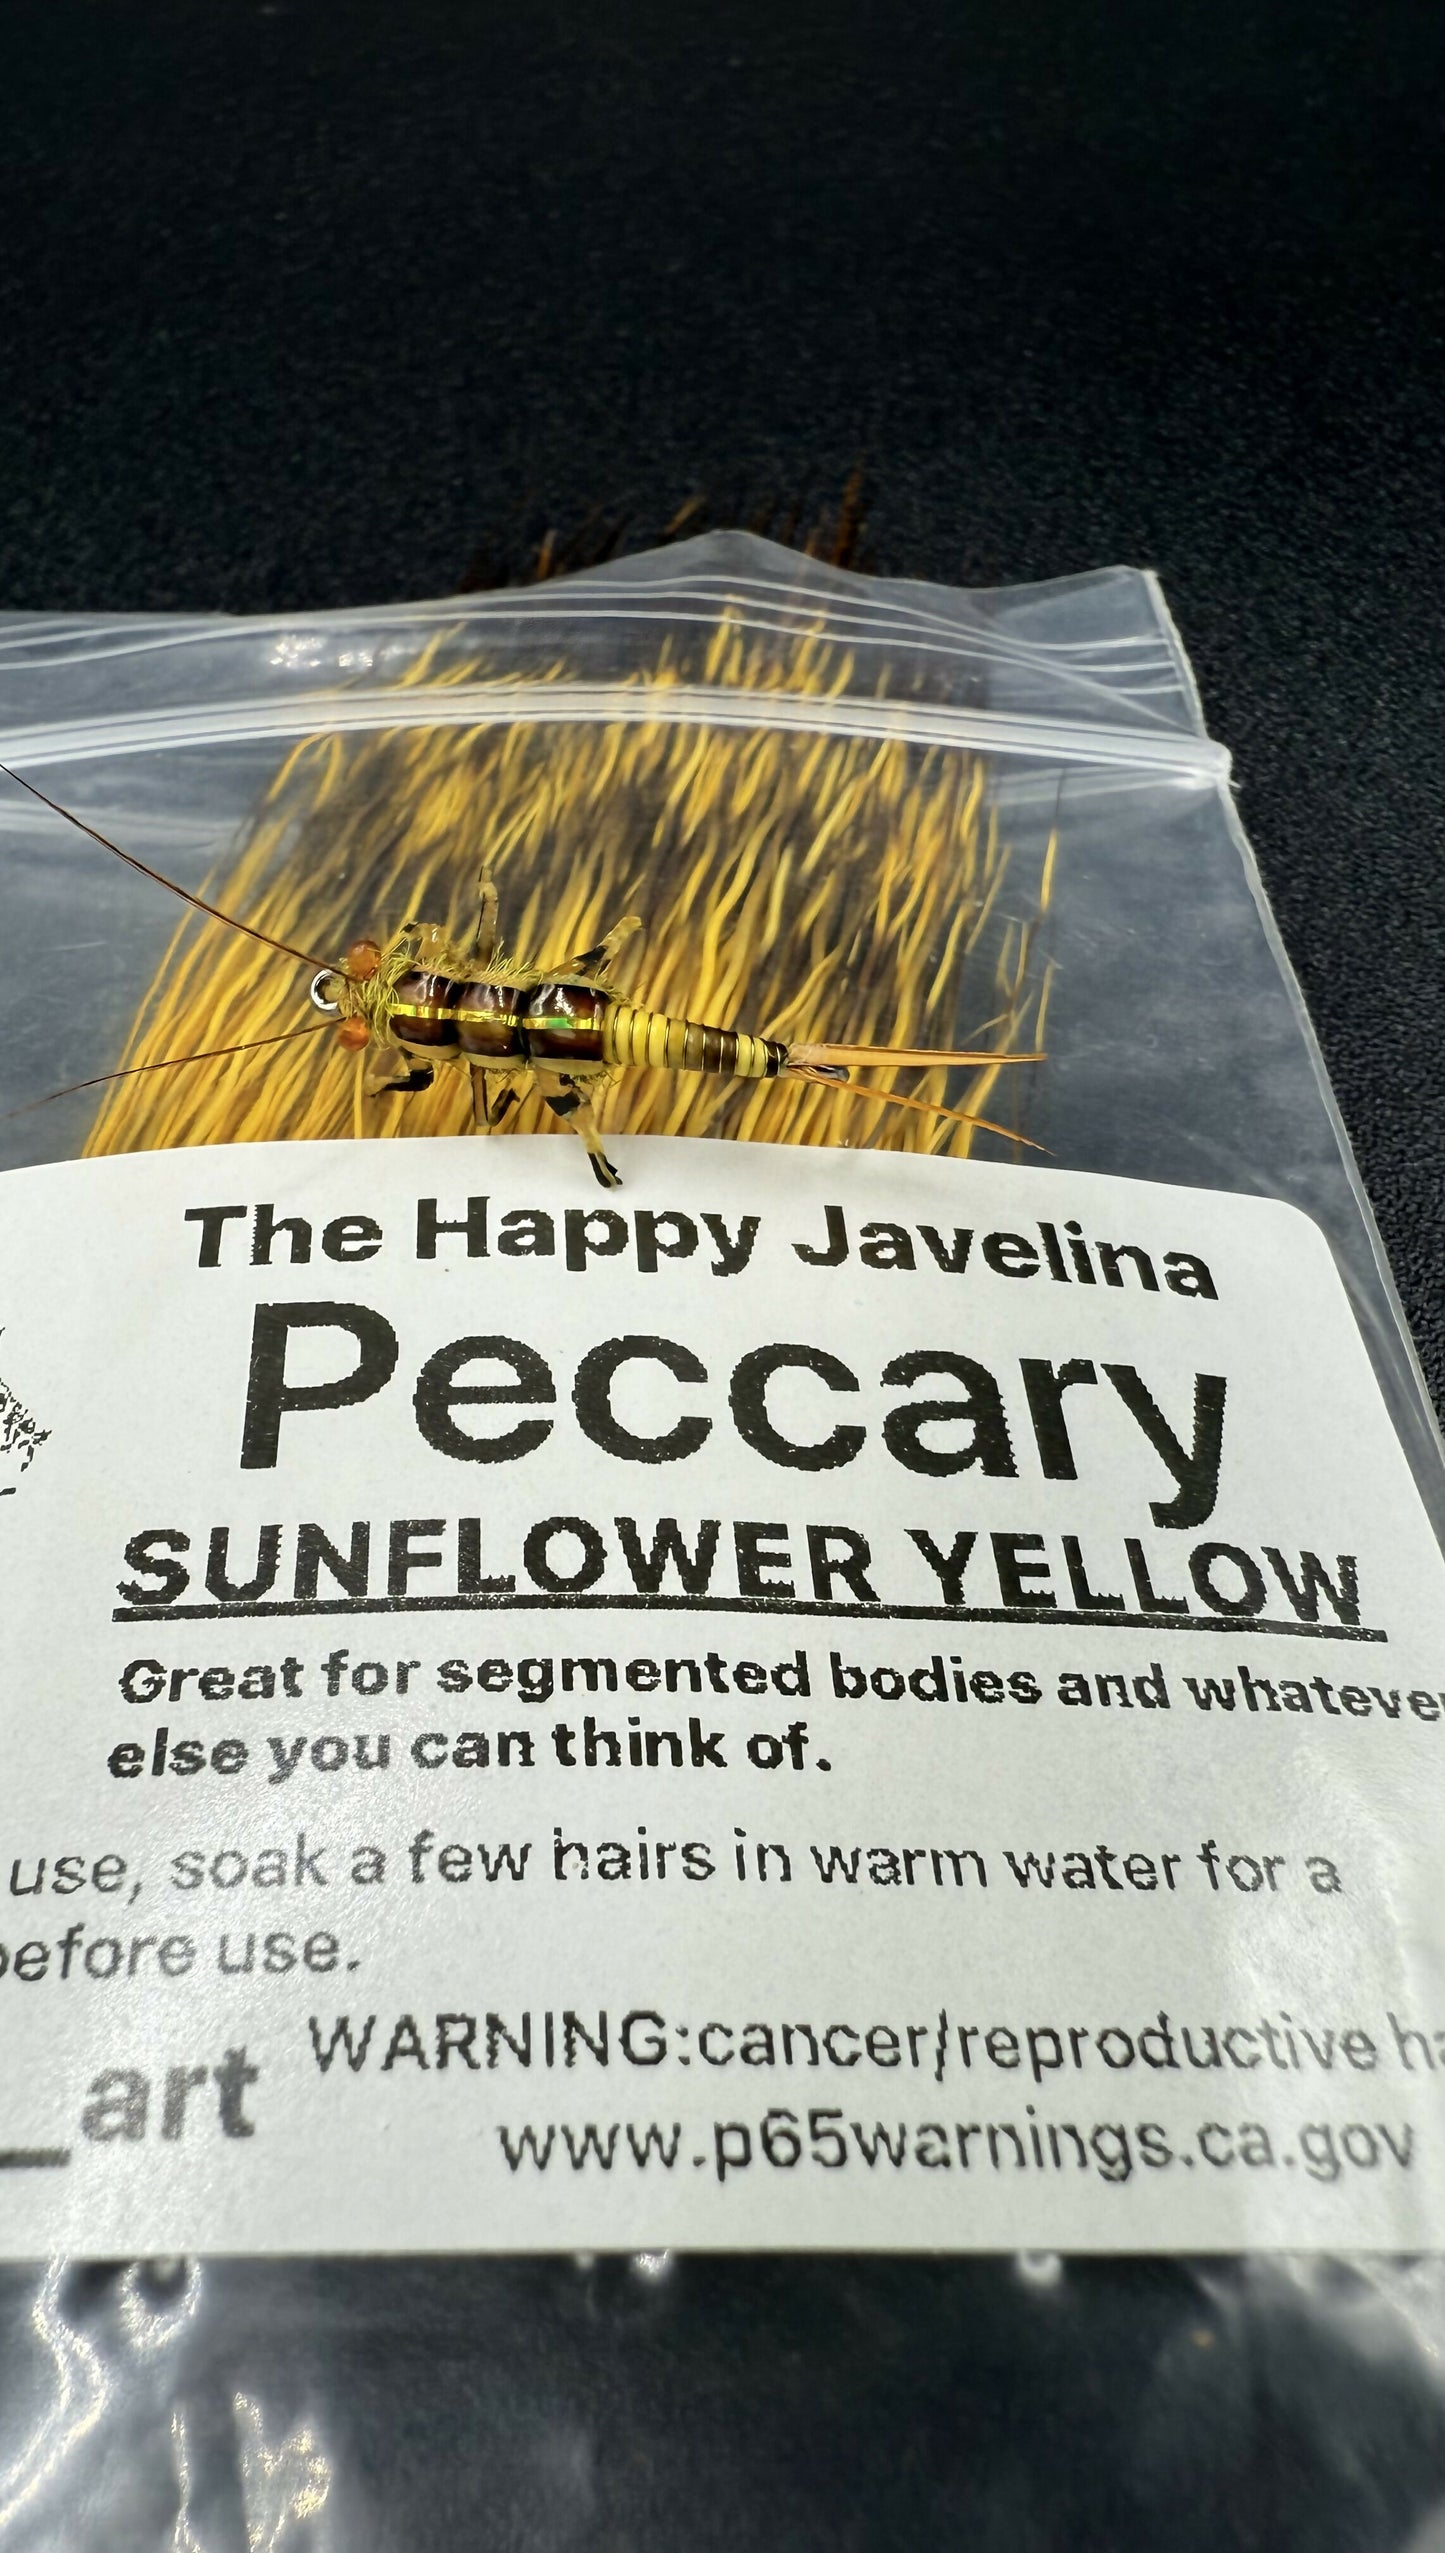 The Happy Javelina
Peccary
SUNFLOWER YELLOW
Great for segmented bodies and whatever
else you can think of.
use, soak a few hairs in warm water for a
before use.
_art
WARNING:cancer/reproductive
www.p65warnings.ca.gov